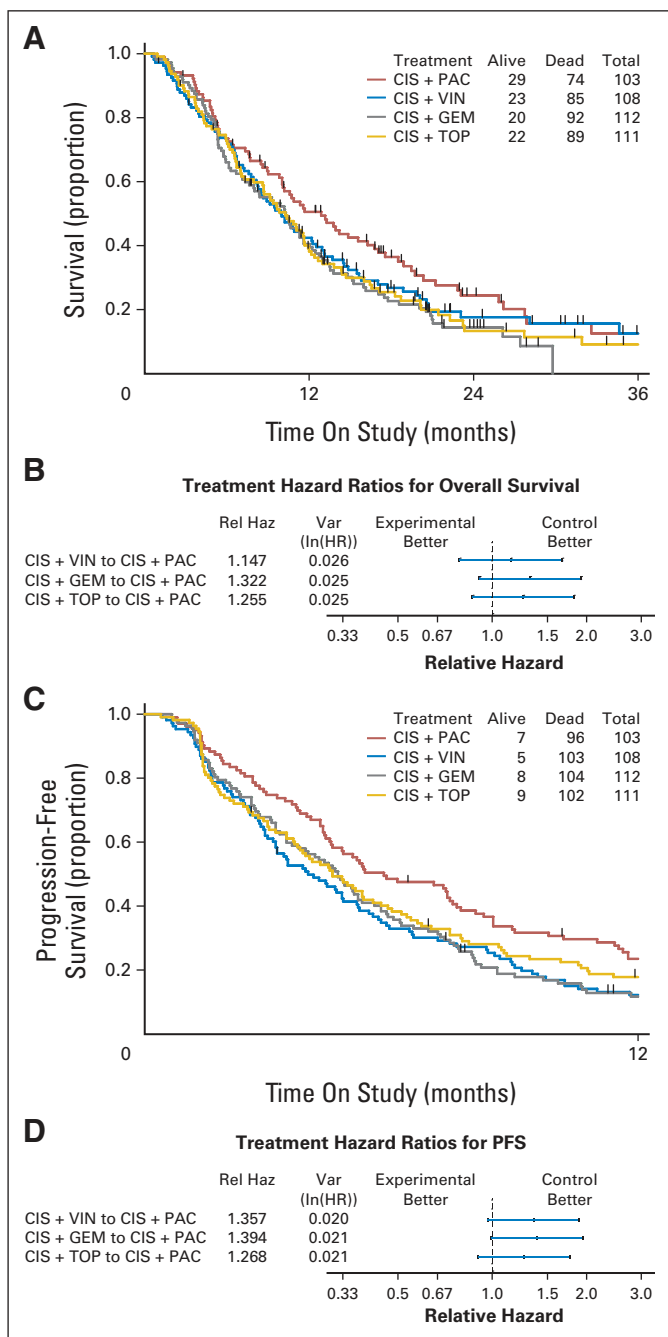 A
Treatment Alive Dead Total
CIS + PAC 29 74 103
CIS + VIN 23 85 108
CIS + GEM 20 92 112
CIS + TOP 22 89 111
Survival (proportion)
1.0
0.8
0.6
0.4
0.2
0 12 24 36
Time On Study (months)
B
Treatment Hazard Ratios for Overall Survival
Rel Haz Var Experimental Control
(ln(HR)) Better Better
CIS + VIN to CIS + PAC 1.147 0.026
CIS + GEM to CIS + PAC 1.322 0.025
CIS + TOP to CIS + PAC 1.255 0.025
0.33 0.5 0.67 1.0 1.5 2.0 3.0
Relative Hazard
C
Treatment Alive Dead Total
CIS + PAC 7 96 103
CIS + VIN 5 103 108
CIS + GEM 8 104 112
CIS + TOP 9 102 111
Progression-Free
Survival (proportion)
1.0
0.8
0.6
0.4
0.2
0 12
Time On Study (months)
D
Treatment Hazard Ratios for PFS
Rel Haz Var Experimental Control
(ln(HR)) Better Better
CIS + VIN to CIS + PAC 1.357 0.020
CIS + GEM to CIS + PAC 1.394 0.021
CIS + TOP to CIS + PAC 1.268 0.021
0.33 0.5 0.67 1.0 1.5 2.0 3.0
Relative Hazard